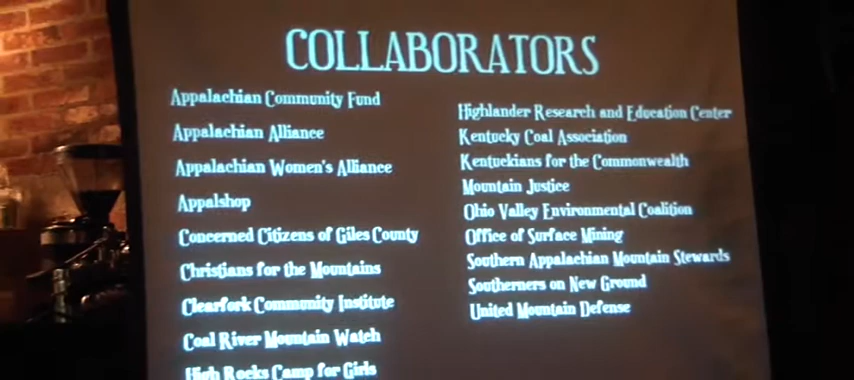 COLLABORATORS
Appalachian Community Fund
Appalachian Alliance
Appalachian Women's Alliance
Appalshop
Concerned Citizens of Giles County
Christians for the Mountains
Clearfork Community Institute
Coal River Mountain Watch
High Rocks Camp for Girls
Highlander Research and Education Center
Kentucky Coal Association
Kentuckians for the Commonwealth
Mountain Justice
Ohio Valley Environmental Coalition
Office of Surface Mining
Southern Appalachian Mountain Stewards
Southerners on New Ground
United Mountain Defense